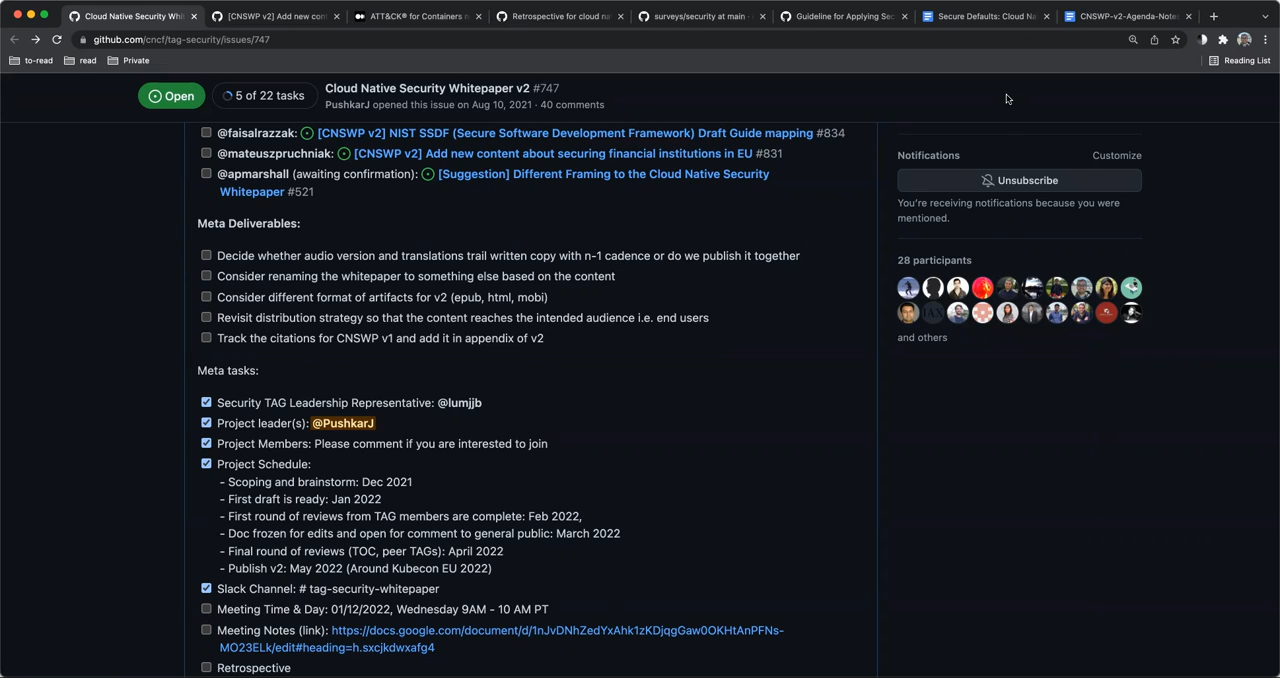 Cloud Native Security Whi
[CNSWP v2] Add new con
ATT&CK® for Containers n
Retrospective for cloud na
surveys/security at main ·
Guideline for Applying Sec
Secure Defaults: Cloud Na
CNSWP-v2-Agenda-Notes
github.com/cncf/tag-security/issues/747
to-read
read
Private
Reading List
Open
5 of 22 tasks
Cloud Native Security Whitepaper v2 #747
PushkarJ opened this issue on Aug 10, 2021 · 40 comments
@faisalrazzak: [CNSWP v2] NIST SSDF (Secure Software Development Framework) Draft Guide mapping #834
@mateuszpruchniak: [CNSWP v2] Add new content about securing financial institutions in EU #831
@apmarshall (awaiting confirmation): [Suggestion] Different Framing to the Cloud Native Security
Whitepaper #521
Meta Deliverables:
Decide whether audio version and translations trail written copy with n-1 cadence or do we publish it together
Consider renaming the whitepaper to something else based on the content
Consider different format of artifacts for v2 (epub, html, mobi)
Revisit distribution strategy so that the content reaches the intended audience i.e. end users
Track the citations for CNSWP v1 and add it in appendix of v2
Meta tasks:
Security TAG Leadership Representative: @lumjjb
Project leader(s): @PushkarJ
Project Members: Please comment if you are interested to join
Project Schedule:
- Scoping and brainstorm: Dec 2021
- First draft is ready: Jan 2022
- First round of reviews from TAG members are complete: Feb 2022,
- Doc frozen for edits and open for comment to general public: March 2022
- Final round of reviews (TOC, peer TAGs): April 2022
- Publish v2: May 2022 (Around Kubecon EU 2022)
Slack Channel: # tag-security-whitepaper
Meeting Time & Day: 01/12/2022, Wednesday 9AM - 10 AM PT
Meeting Notes (link): https://docs.google.com/document/d/1nJvDNhZedYxAhk1zKDjqgGaw0OKHtAnPFNs-
MO23ELk/edit#heading=h.sxcjkdwxafg4
Retrospective
Notifications
Customize
Unsubscribe
You're receiving notifications because you were
mentioned.
28 participants
and others